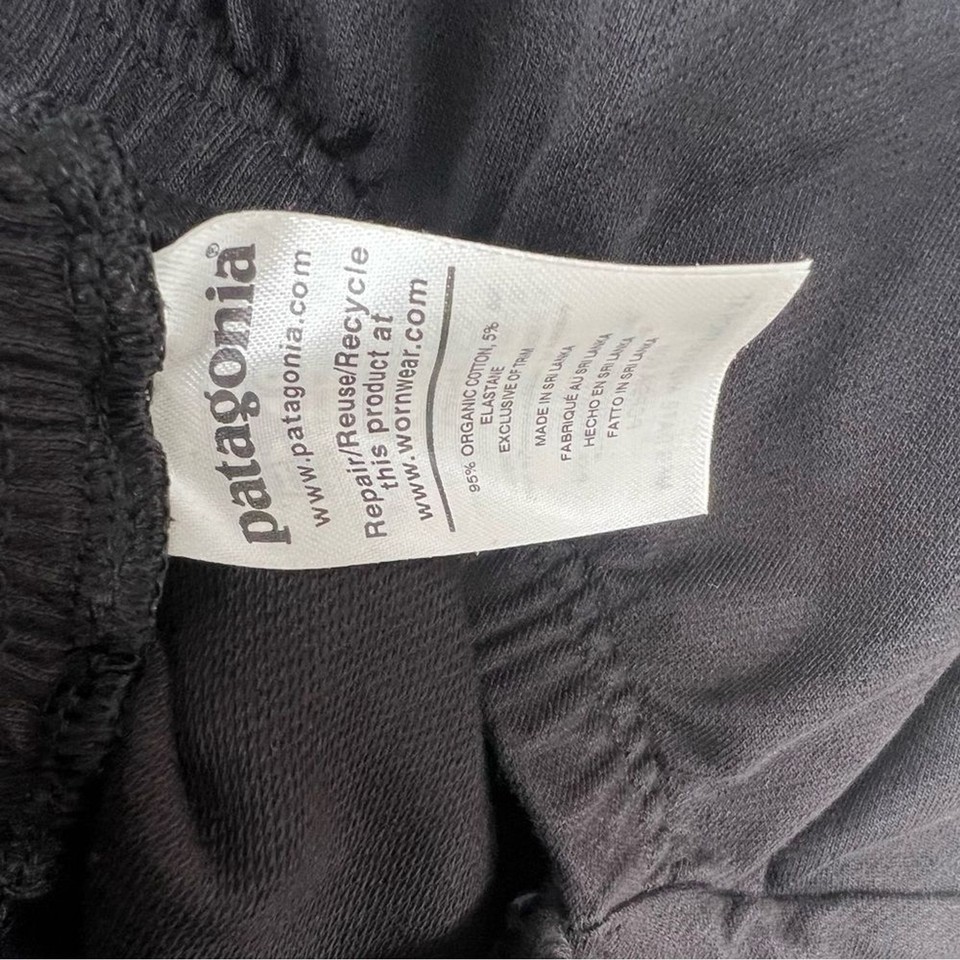 patagonia®
www.patagonia.com
Repair/Reuse/Recycle
this product at
www.wornwear.com
95% ORGANIC COTTON, 5%
ELASTANE
EXCLUSIVE OF TRIM
MADE IN SRI LANKA
FABRIQUÉ AU SRI LANKA
HECHO EN SRI LANKA
FATTO IN SRI LANKA